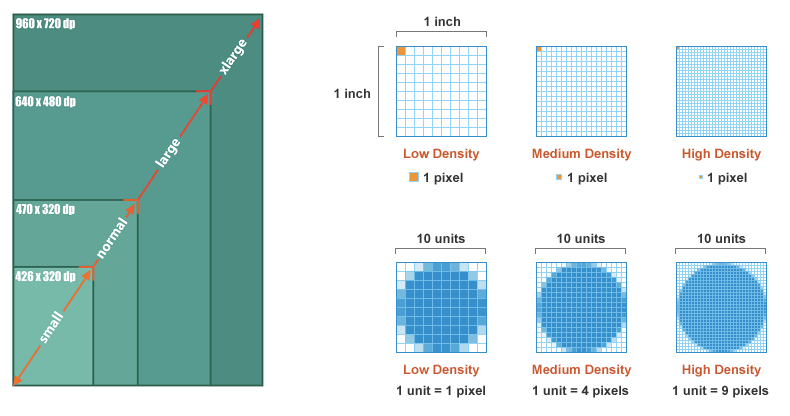 960 x 720 dp
xlarge
640 x 480 dp
large
470 x 320 dp
normal
426 x 320 dp
small
1 inch
1 inch
Low Density
Medium Density
High Density
1 pixel
1 pixel
1 pixel
10 units
10 units
10 units
Low Density
Medium Density
High Density
1 unit = 1 pixel
1 unit = 4 pixels
1 unit = 9 pixels